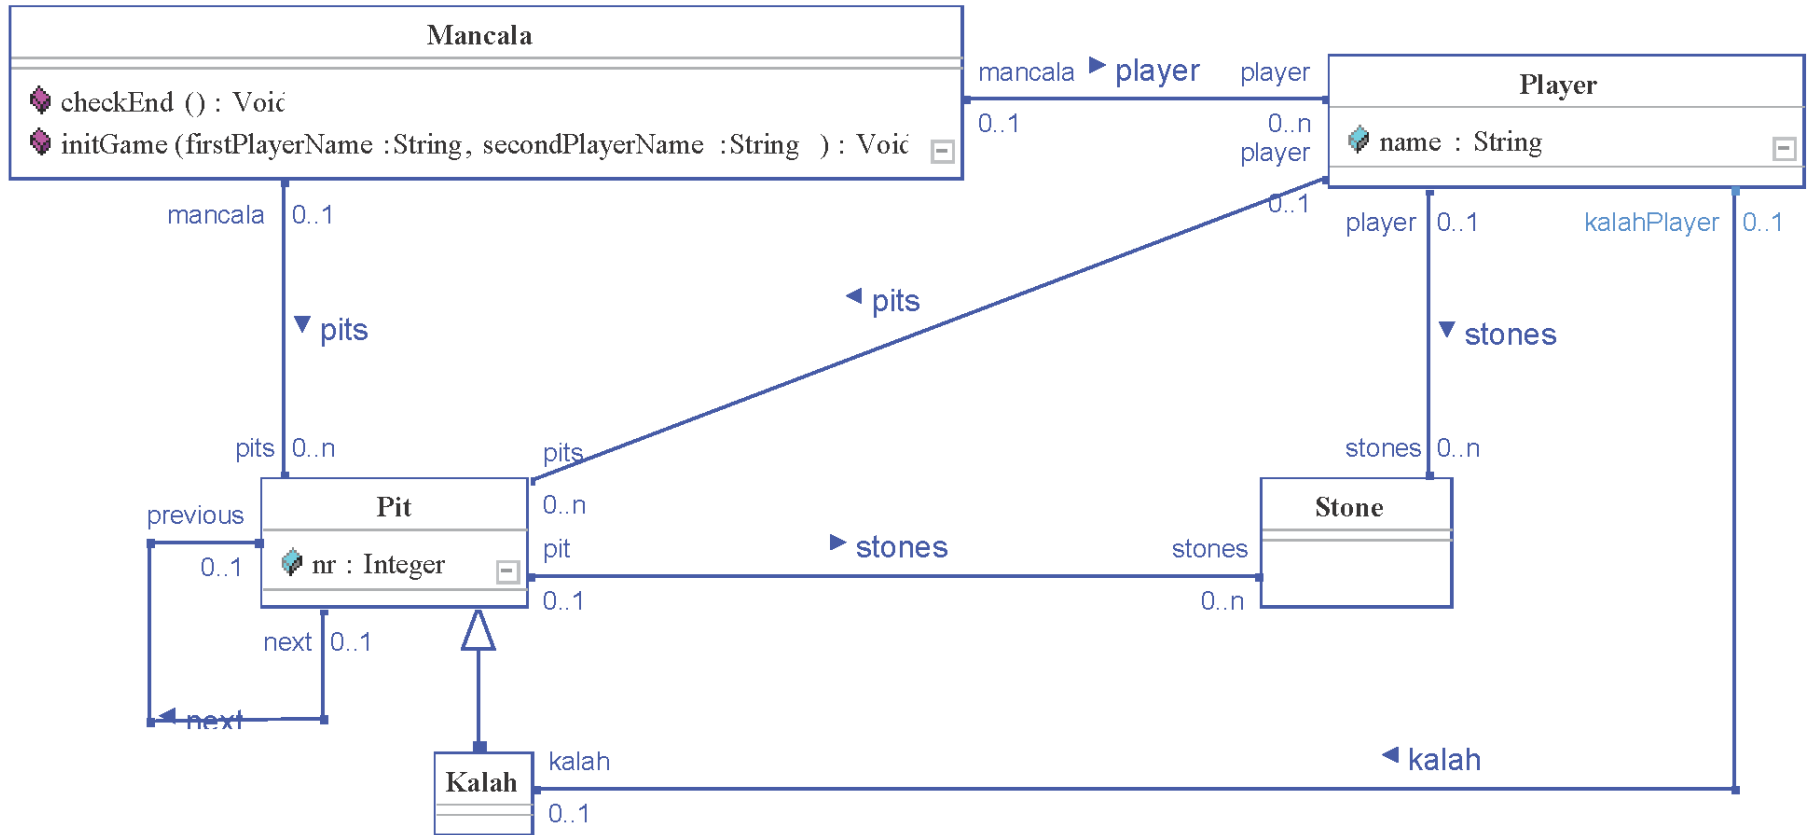 Mancala
checkEnd () : Void
initGame (firstPlayerName :String, secondPlayerName :String ) : Void
mancala
player
player
0..1
0..n
Player
name : String
player
0..1
mancala
0..1
player
0..1
kalahPlayer
0..1
pits
pits
stones
pits
0..n
pits
0..n
stones
0..n
Pit
nr : Integer
previous
0..1
pit
0..1
stones
stones
0..n
Stone
next
0..1
next
Kalah
kalah
0..1
kalah